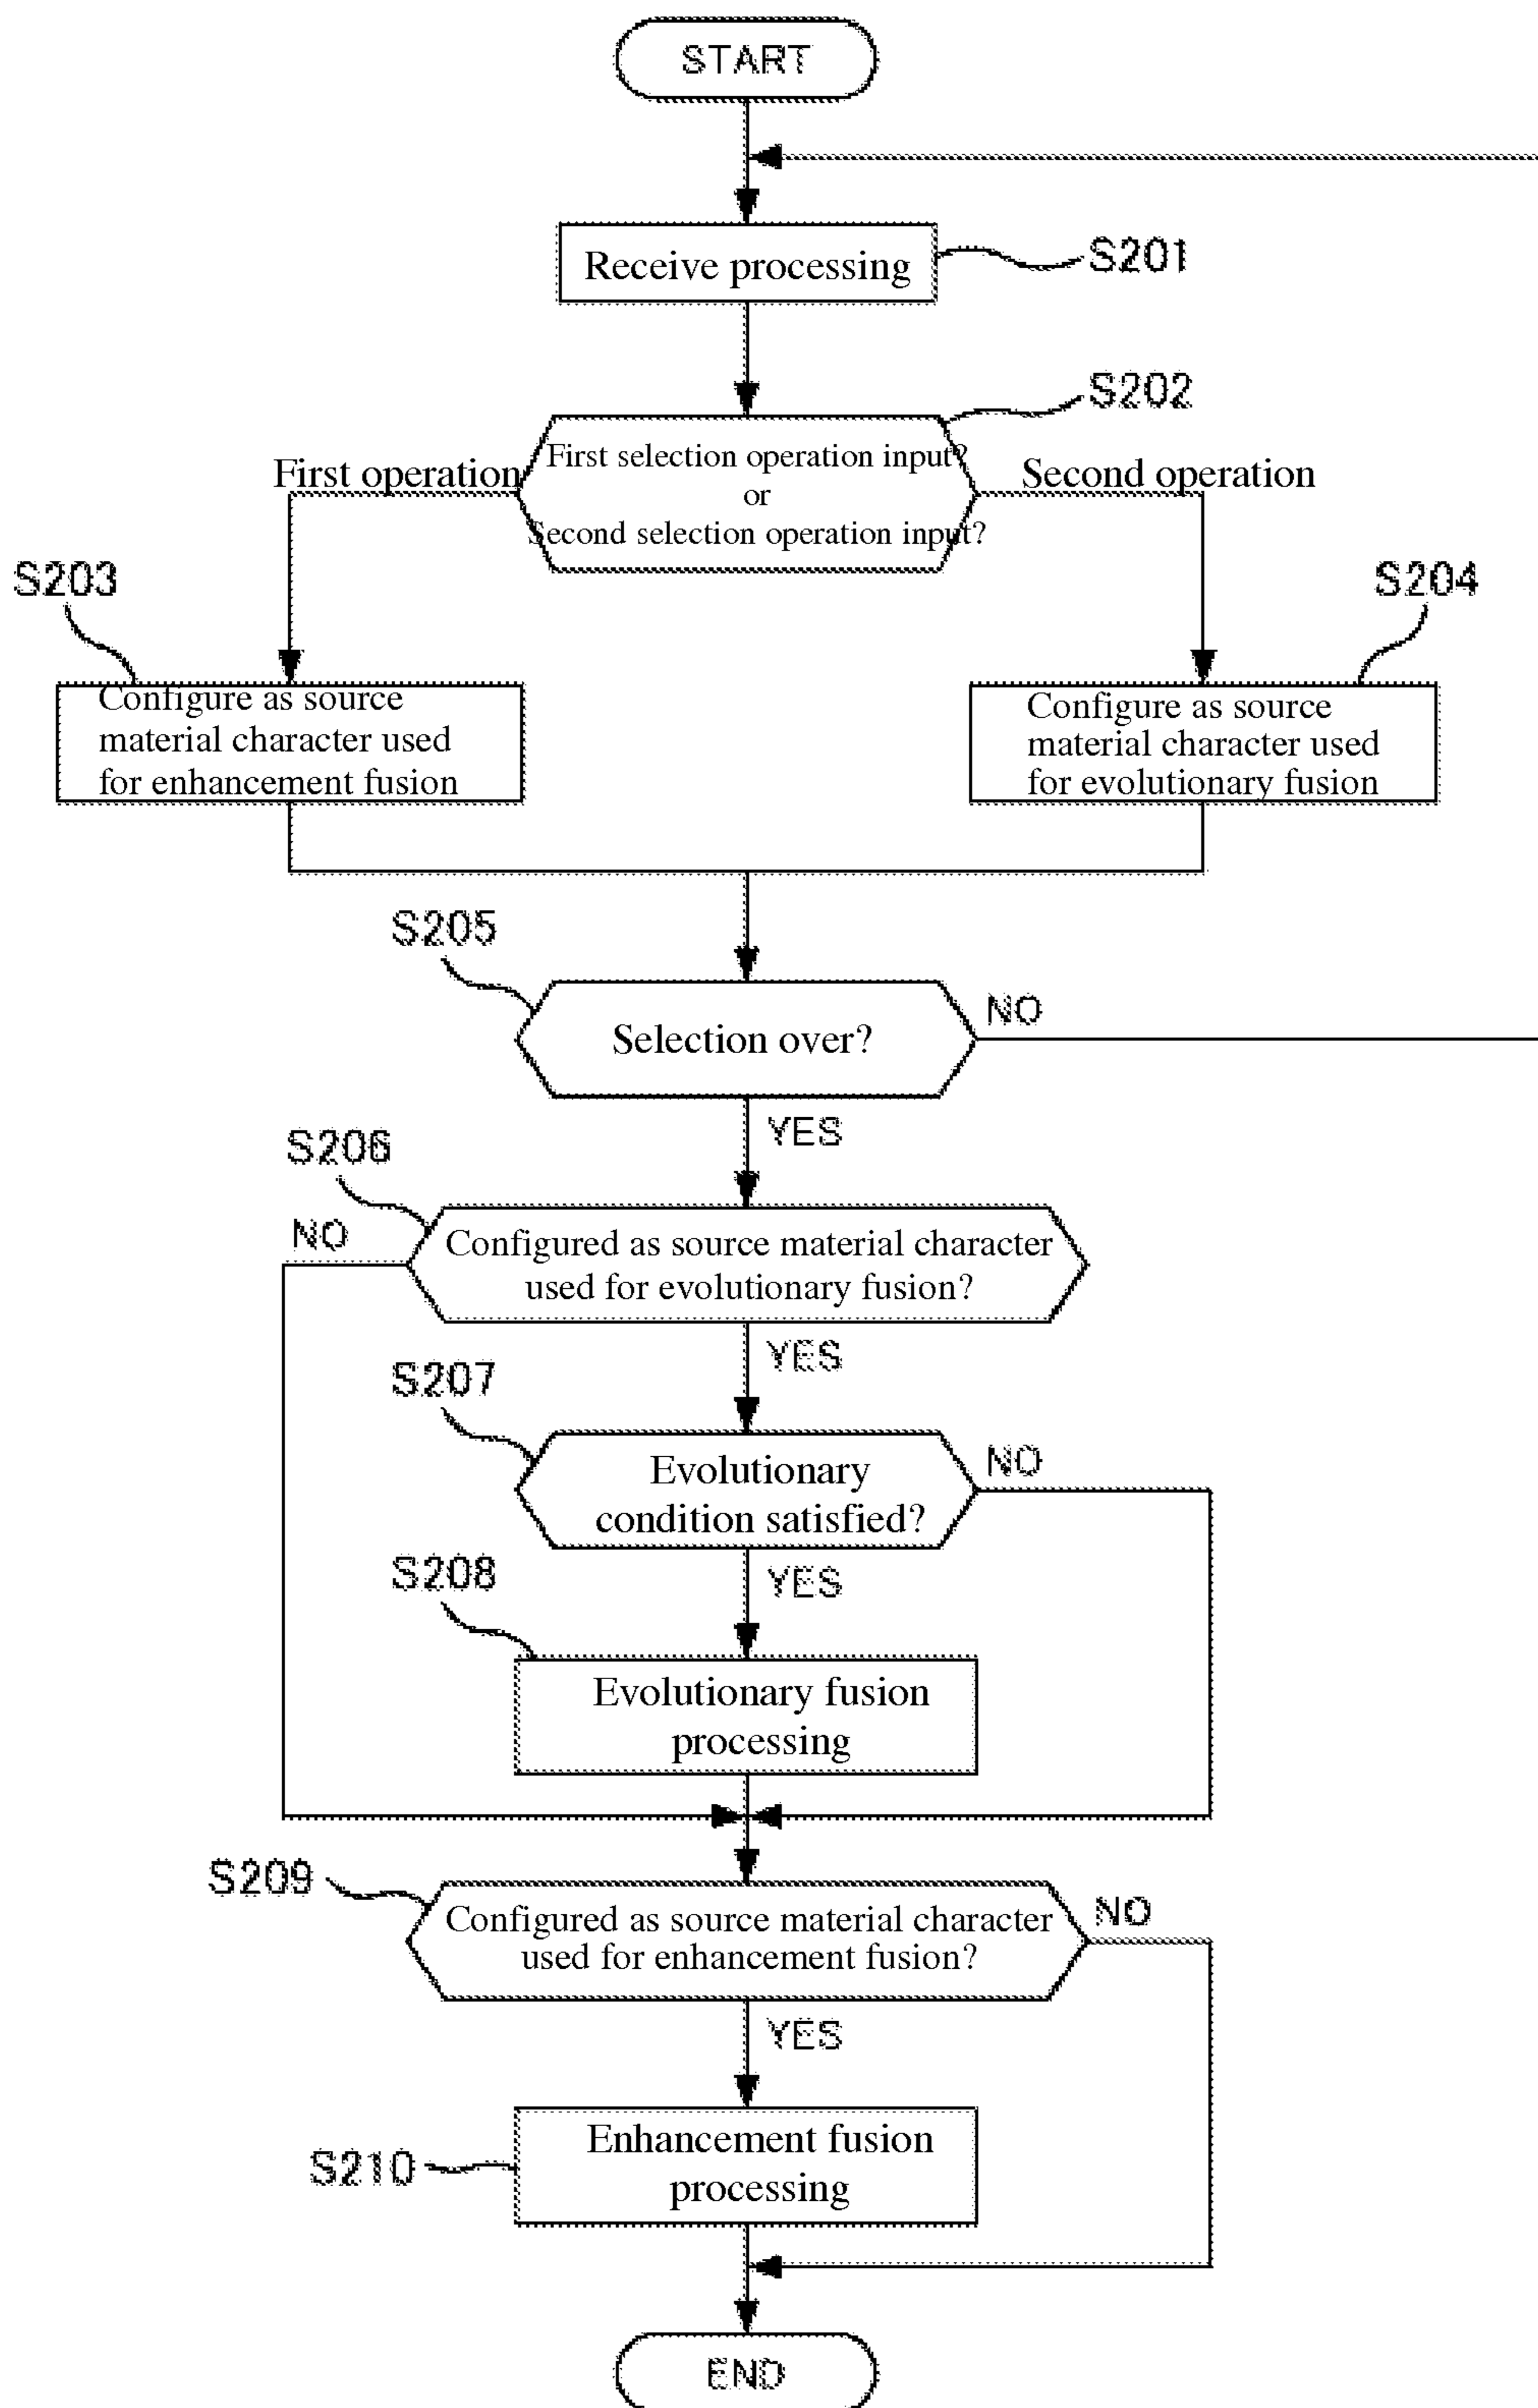 START
Receive processing
S201
S202
First operation
First selection operation input?
or
Second selection operation input?
Second operation
S203
S204
Configure as source
material character used
for enhancement fusion
Configure as source
material character used
for evolutionary fusion
S205
Selection over?
NO
YES
S206
NO
Configured as source material character
used for evolutionary fusion?
YES
S207
Evolutionary
condition satisfied?
NO
S208
YES
Evolutionary fusion
processing
S209
Configured as source material character
used for enhancement fusion?
NO
YES
S210
Enhancement fusion
processing
END